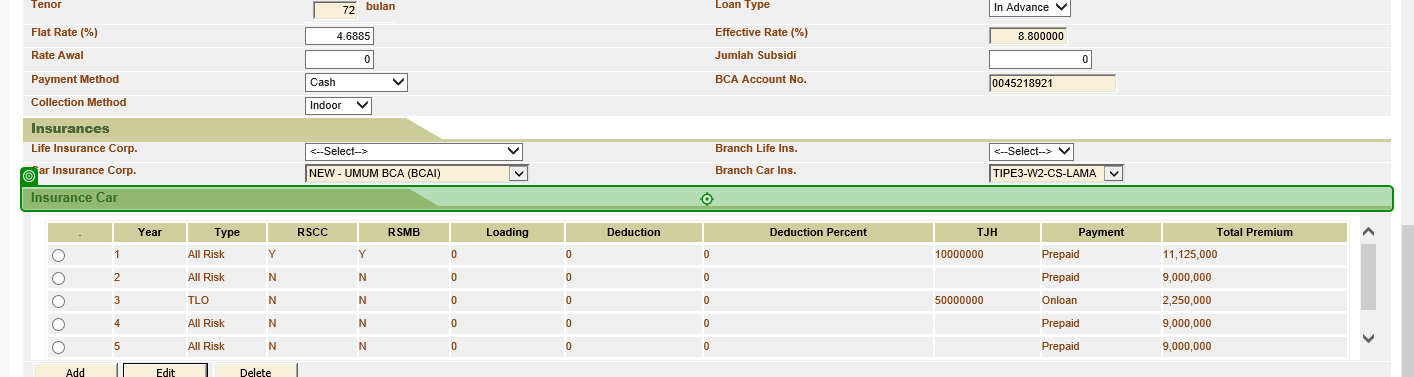 Tenor 72 bulan Loan Type In Advance
Flat Rate (%) 4.6885 Effective Rate (%) 8.800000
Rate Awal 0 Jumlah Subsidi 0
Payment Method Cash BCA Account No. 0045218921
Collection Method Indoor
Insurances
Life Insurance Corp. <--Select--> Branch Life Ins. <--Select-->
Car Insurance Corp. NEW - UMUM BCA (BCAI) Branch Car Ins. TIPE3-W2-CS-LAMA
Insurance Car
. Year Type RSCC RSMB Loading Deduction Deduction Percent TJH Payment Total Premium
1 All Risk Y Y 0 0 0 10000000 Prepaid 11,125,000
2 All Risk N N 0 0 0 Prepaid 9,000,000
3 TLO N N 0 0 0 50000000 Onloan 2,250,000
4 All Risk N N 0 0 0 Prepaid 9,000,000
5 All Risk N N 0 0 0 Prepaid 9,000,000
Add Edit Delete